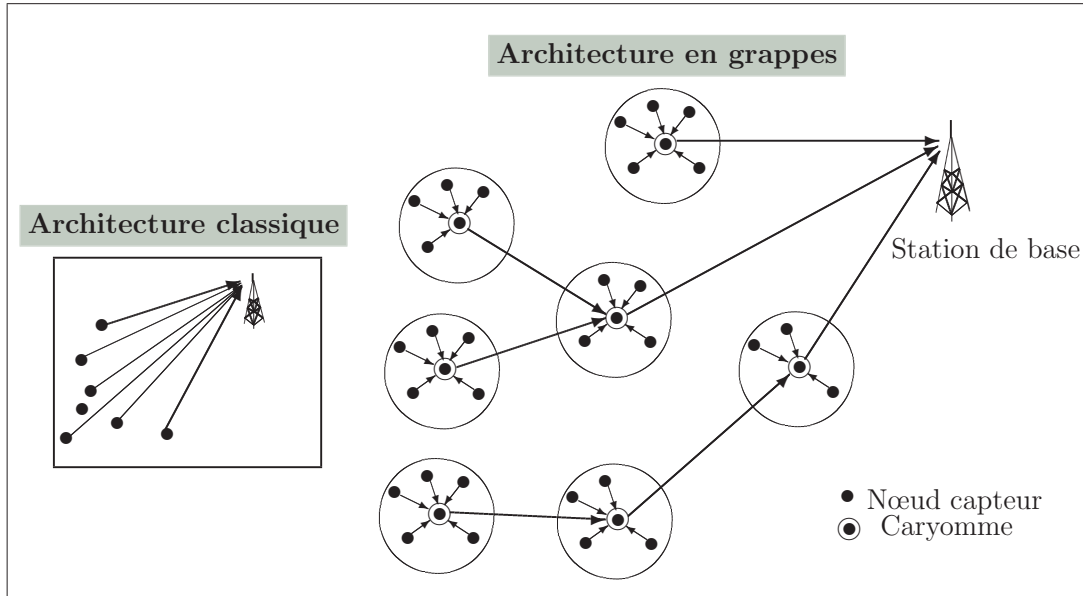 Architecture en grappes
Architecture classique
Station de base
Nœud capteur
Caryomme